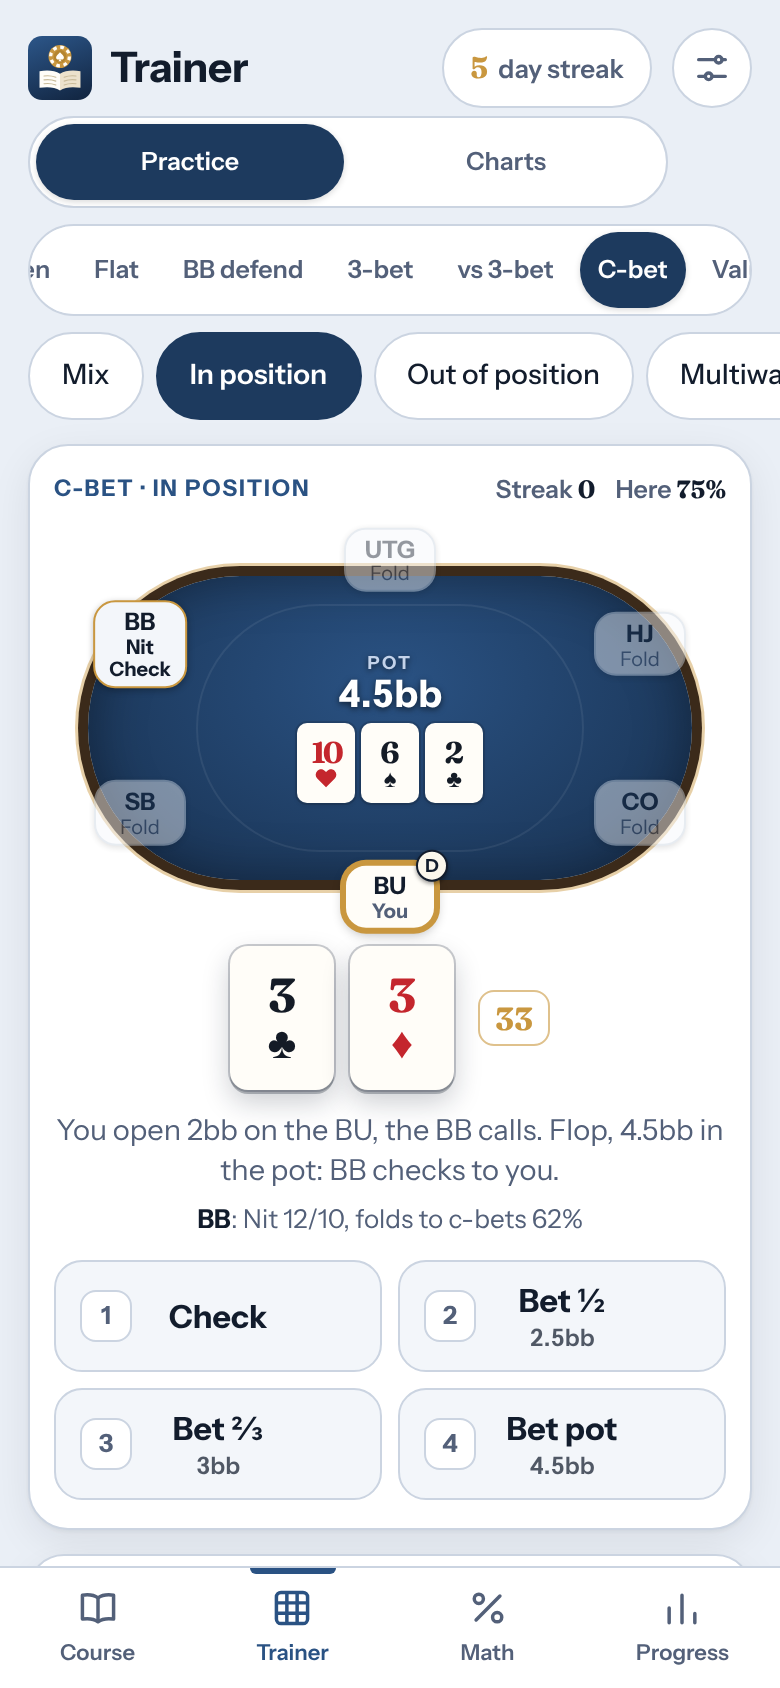 Trainer
5 day streak
Practice
Charts
en
Flat
BB defend
3-bet
vs 3-bet
C-bet
Val
Mix
In position
Out of position
Multiwa
C-BET · IN POSITION
Streak 0
Here 75%
UTG
Fold
BB
Nit
Check
HJ
Fold
POT
4.5bb
10♥
6♠
2♣
SB
Fold
CO
Fold
D
BU
You
3♣
3♦
33
You open 2bb on the BU, the BB calls. Flop, 4.5bb in
the pot: BB checks to you.
BB: Nit 12/10, folds to c-bets 62%
1 Check
2 Bet ½
2.5bb
3 Bet ⅔
3bb
4 Bet pot
4.5bb
Course
Trainer
Math
Progress